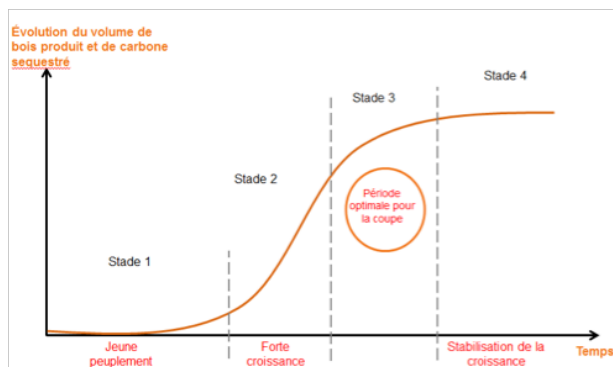 Évolution du volume de
bois produit et de carbone
sequestré
Stade 1
Stade 2
Stade 3
Stade 4
Période
optimale pour
la coupe
Jeune
peuplement
Forte
croissance
Stabilisation de la
croissance
Temps